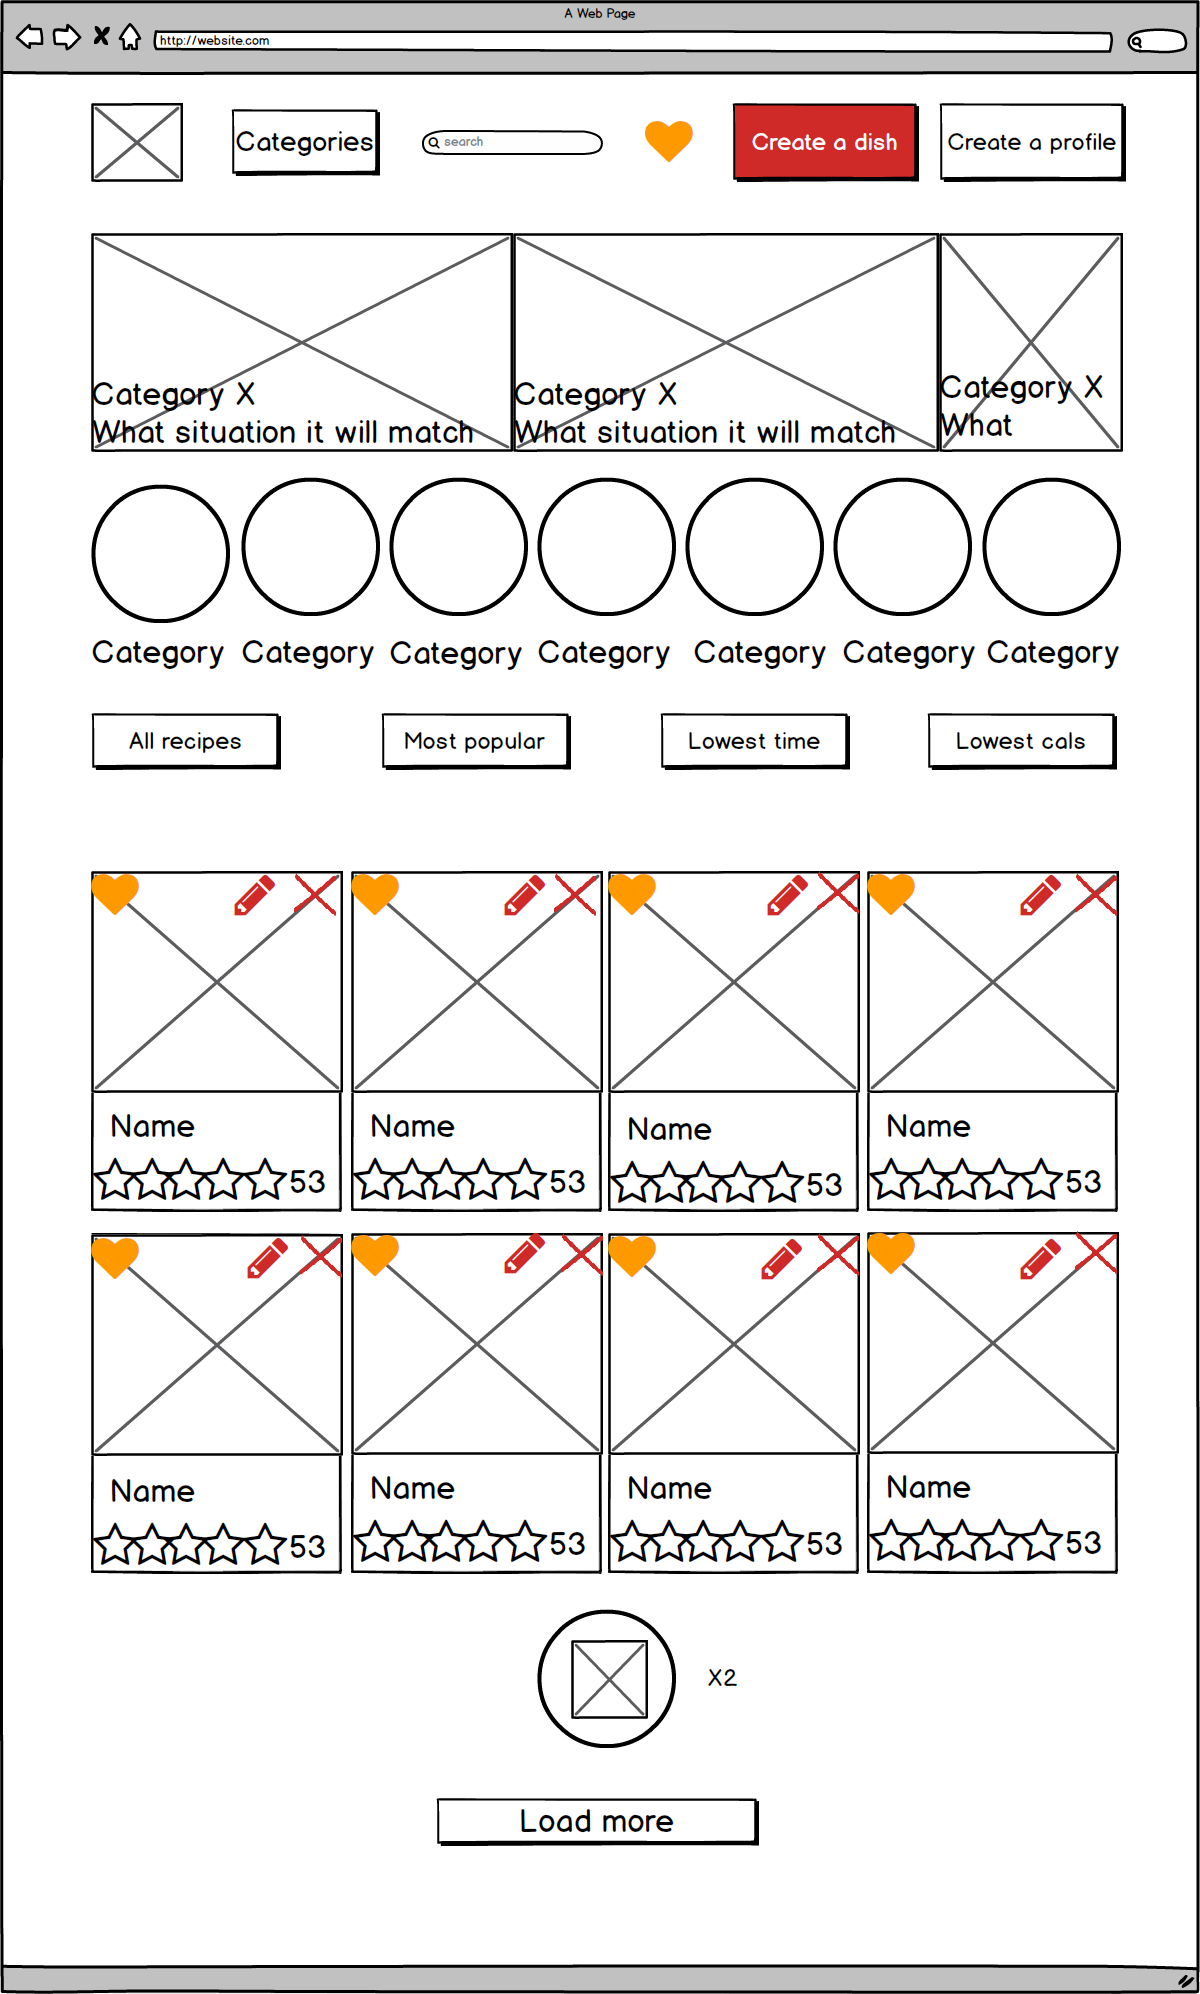 A Web Page
http://website.com
Categories
search
Create a dish
Create a profile
Category X
What situation it will match
Category X
What situation it will match
Category X
What
Category
Category
Category
Category
Category
Category
Category
All recipes
Most popular
Lowest time
Lowest cals
Name
53
Name
53
Name
53
Name
53
Name
53
Name
53
Name
53
Name
53
X2
Load more